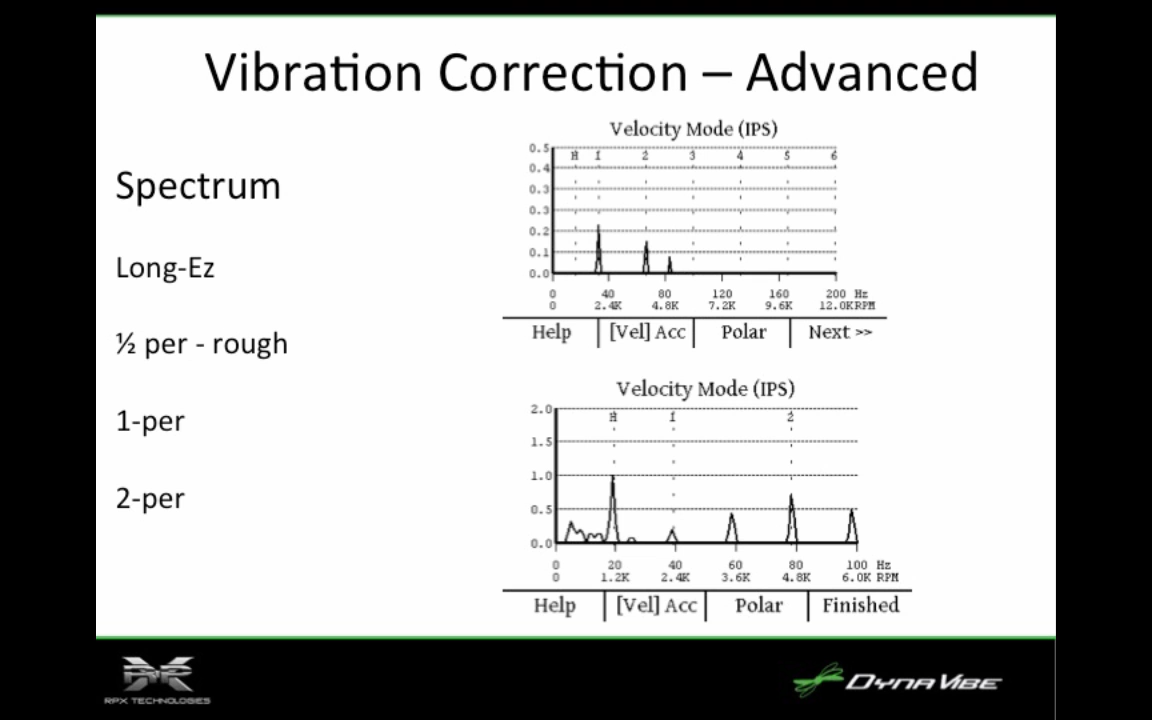 Vibration Correction – Advanced
Spectrum
Long-Ez
½ per - rough
1-per
2-per
Velocity Mode (IPS)
0.5
H 1 2 3 4 5 6
0.4
0.3
0.3
0.2
0.1
0.0
0 40 80 120 160 200 Hz
0 2.4K 4.8K 7.2K 9.6K 12.0KRPM
Help [Vel] Acc Polar Next >>
Velocity Mode (IPS)
2.0
H 1 2
1.5
1.0
0.5
0.0
0 20 40 60 80 100 Hz
0 1.2K 2.4K 3.6K 4.8K 6.0K RPM
Help [Vel] Acc Polar Finished
RPX TECHNOLOGIES
DYNAVIBE